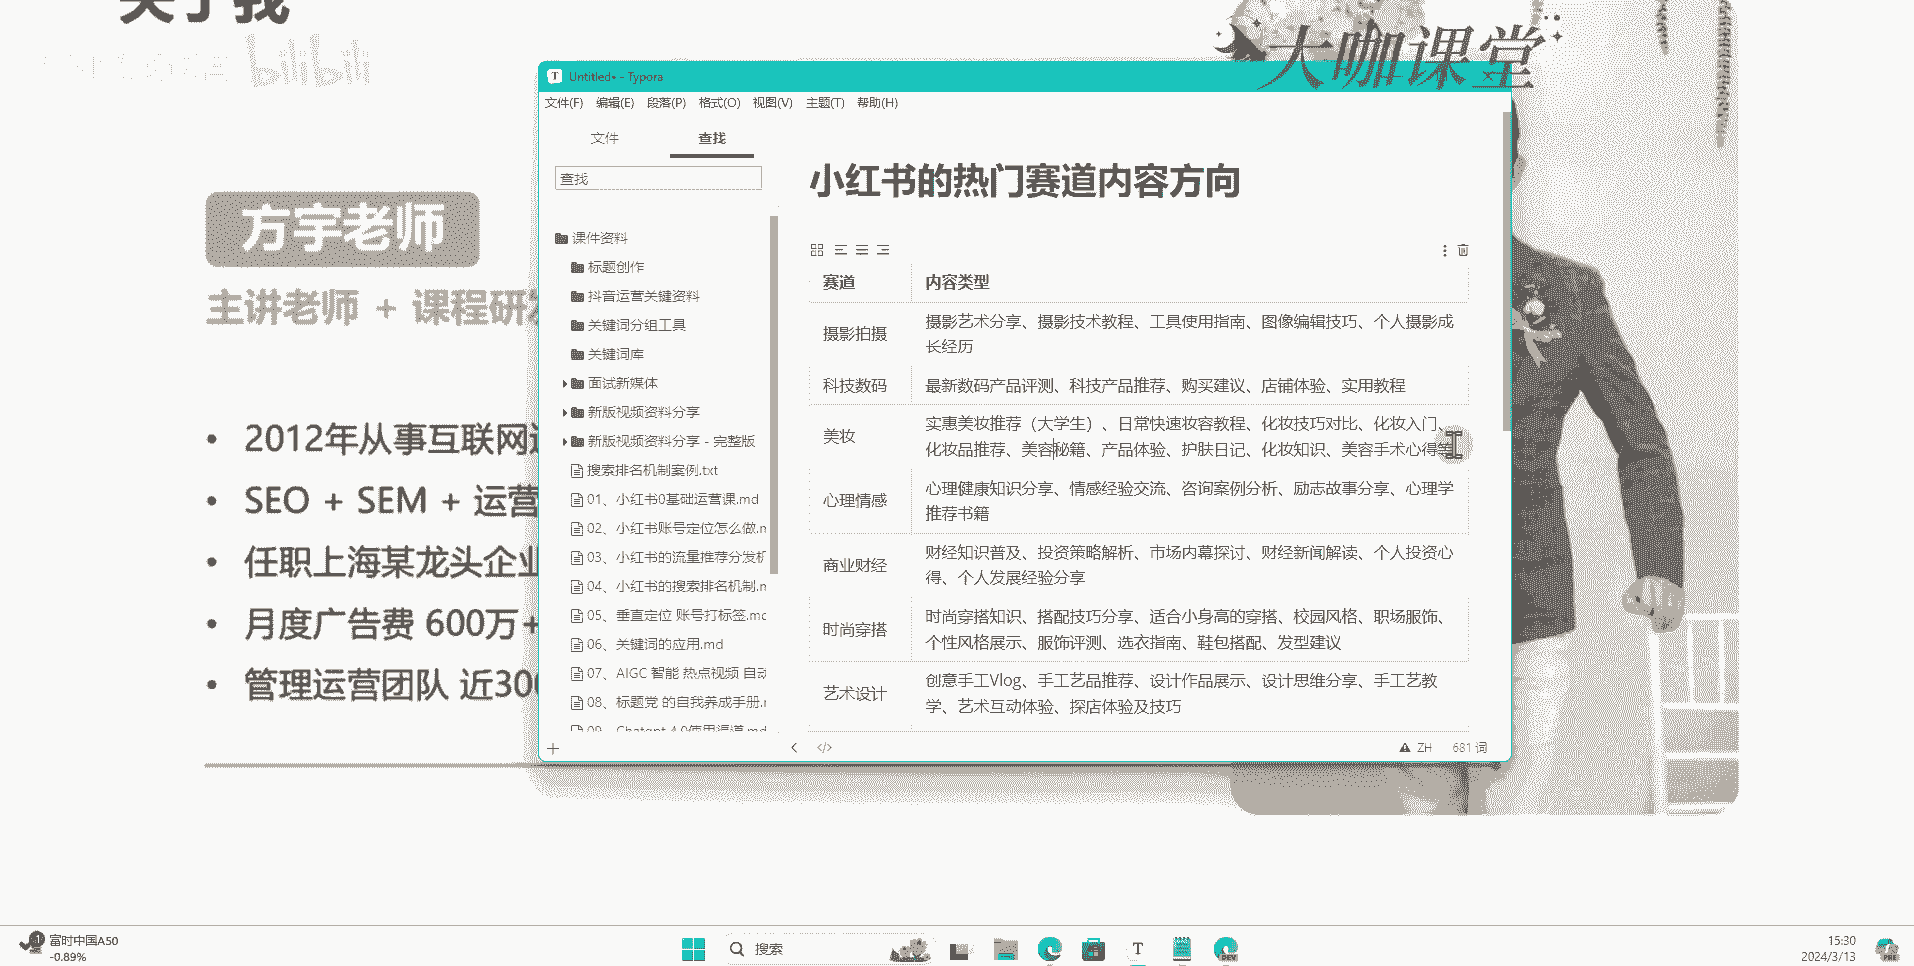 关于我
bilibili
大咖课堂
方宇老师
主讲老师 + 课程研发
2012年从事互联网
SEO + SEM + 运营
任职上海某龙头企业
月度广告费 600万+
管理运营团队 近300
Untitled• - Typora
文件(F) 编辑(E) 段落(P) 格式(O) 视图(V) 主题(T) 帮助(H)
文件 查找
查找
课件资料
标题创作
抖音运营关键资料
关键词分组工具
关键词库
面试新媒体
新版视频资料分享
新版视频资料分享 - 完整版
搜索排名机制案例.txt
01、小红书0基础运营课.md
02、小红书账号定位怎么做.m
03、小红书的流量推荐分发机
04、小红书的搜索排名机制.m
05、垂直定位 账号打标签.mc
06、关键词的应用.md
07、AIGC 智能 热点视频 自动
08、标题党 的自我养成手册.r
09、Chatgpt 4.0使用渠道.md
小红书的热门赛道内容方向
赛道 内容类型
摄影拍摄 摄影艺术分享、摄影技术教程、工具使用指南、图像编辑技巧、个人摄影成
长经历
科技数码 最新数码产品评测、科技产品推荐、购买建议、店铺体验、实用教程
美妆 实惠美妆推荐（大学生）、日常快速妆容教程、化妆技巧对比、化妆入门、
化妆品推荐、美容秘籍、产品体验、护肤日记、化妆知识、美容手术心得等
心理情感 心理健康知识分享、情感经验交流、咨询案例分析、励志故事分享、心理学
推荐书籍
商业财经 财经知识普及、投资策略解析、市场内幕探讨、财经新闻解读、个人投资心
得、个人发展经验分享
时尚穿搭 时尚穿搭知识、搭配技巧分享、适合小身高的穿搭、校园风格、职场服饰、
个性风格展示、服饰评测、选衣指南、鞋包搭配、发型建议
艺术设计 创意手工Vlog、手工艺品推荐、设计作品展示、设计思维分享、手工艺教
学、艺术互动体验、探店体验及技巧
ZH 681 词
富时中国A50
-0.89%
搜索
15:30
2024/3/13